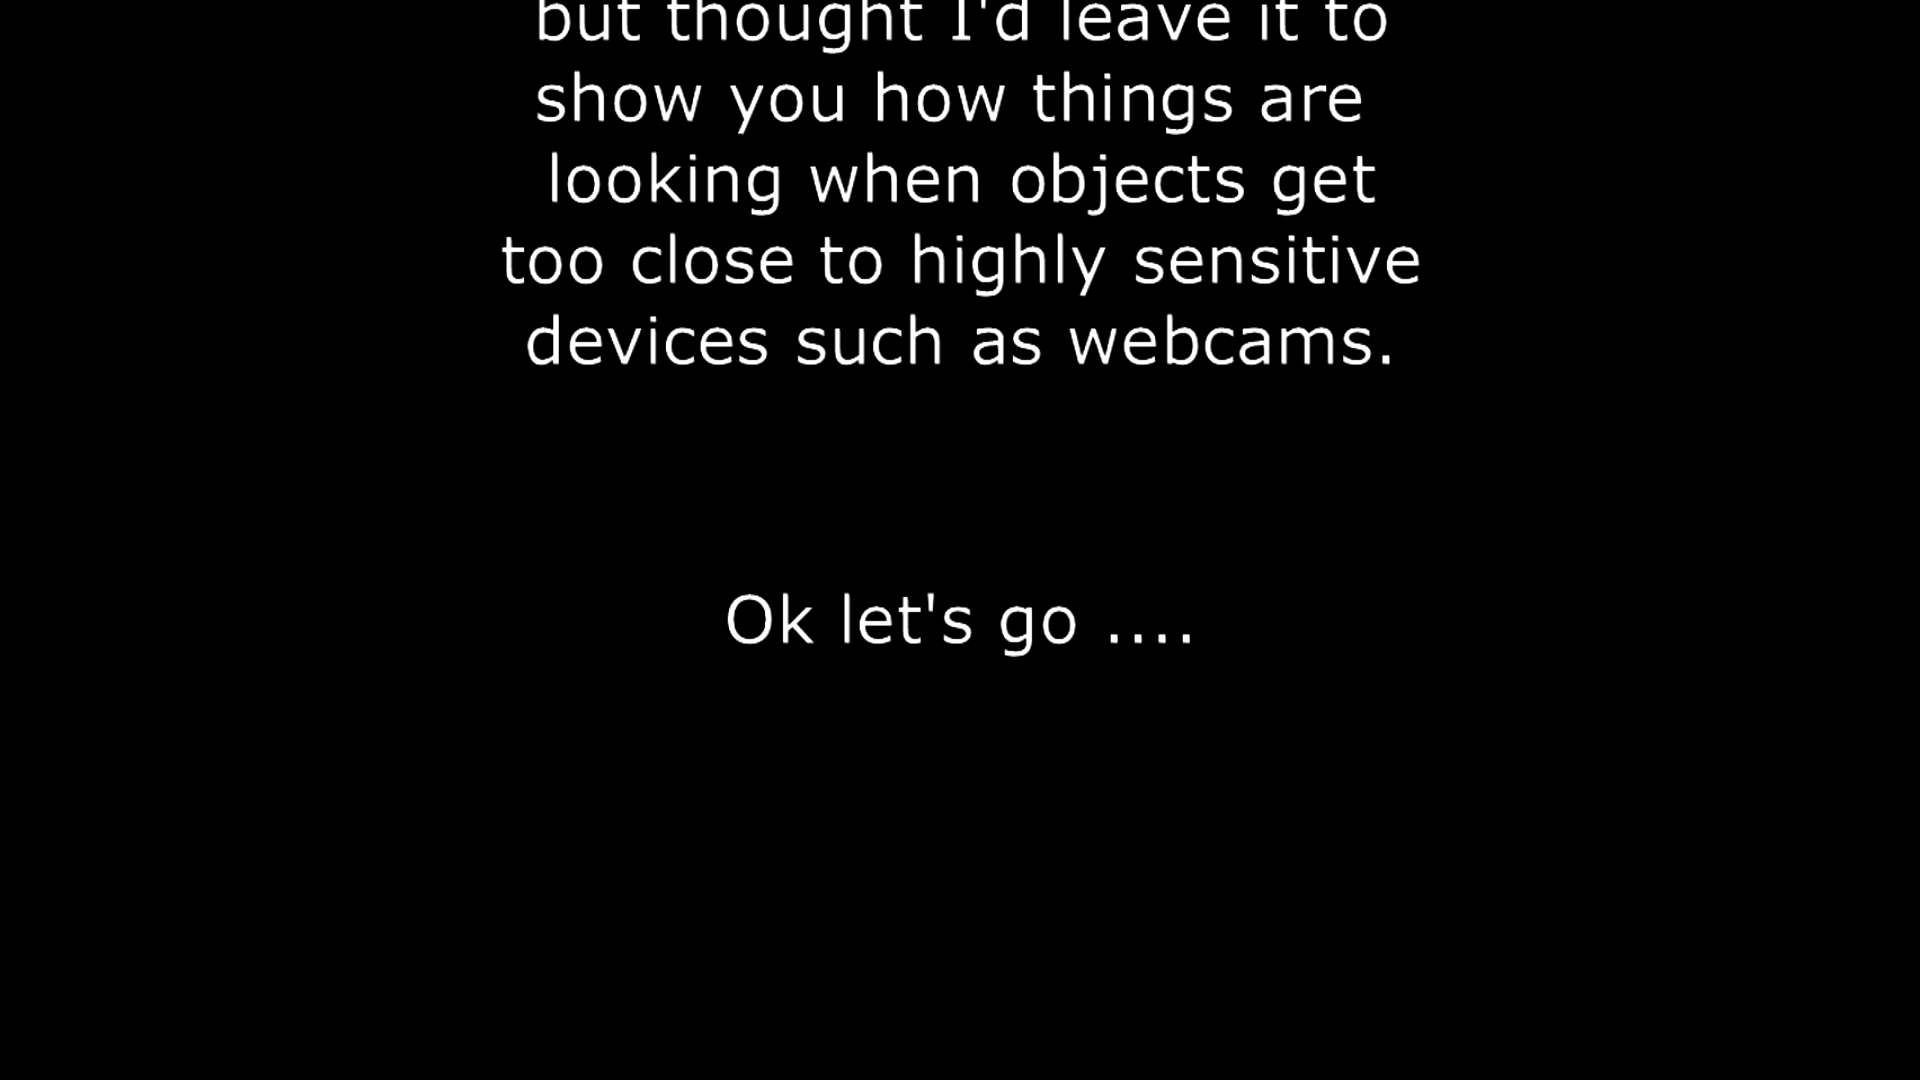 but thought I'd leave it to
show you how things are
looking when objects get
too close to highly sensitive
devices such as webcams.
Ok let's go ....